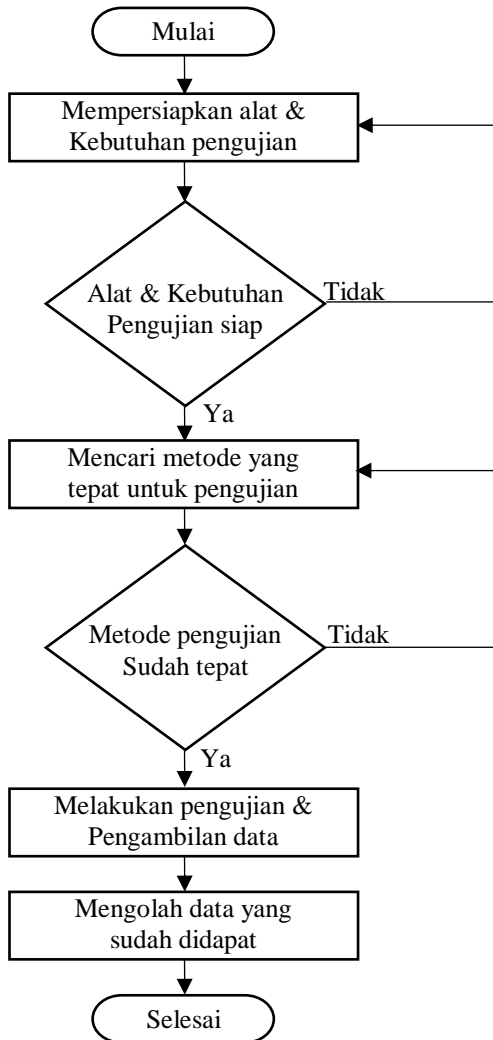 Mulai
Mempersiapkan alat &
Kebutuhan pengujian
Alat & Kebutuhan
Pengujian siap
Tidak
Ya
Mencari metode yang
tepat untuk pengujian
Metode pengujian
Sudah tepat
Tidak
Ya
Melakukan pengujian &
Pengambilan data
Mengolah data yang
sudah didapat
Selesai